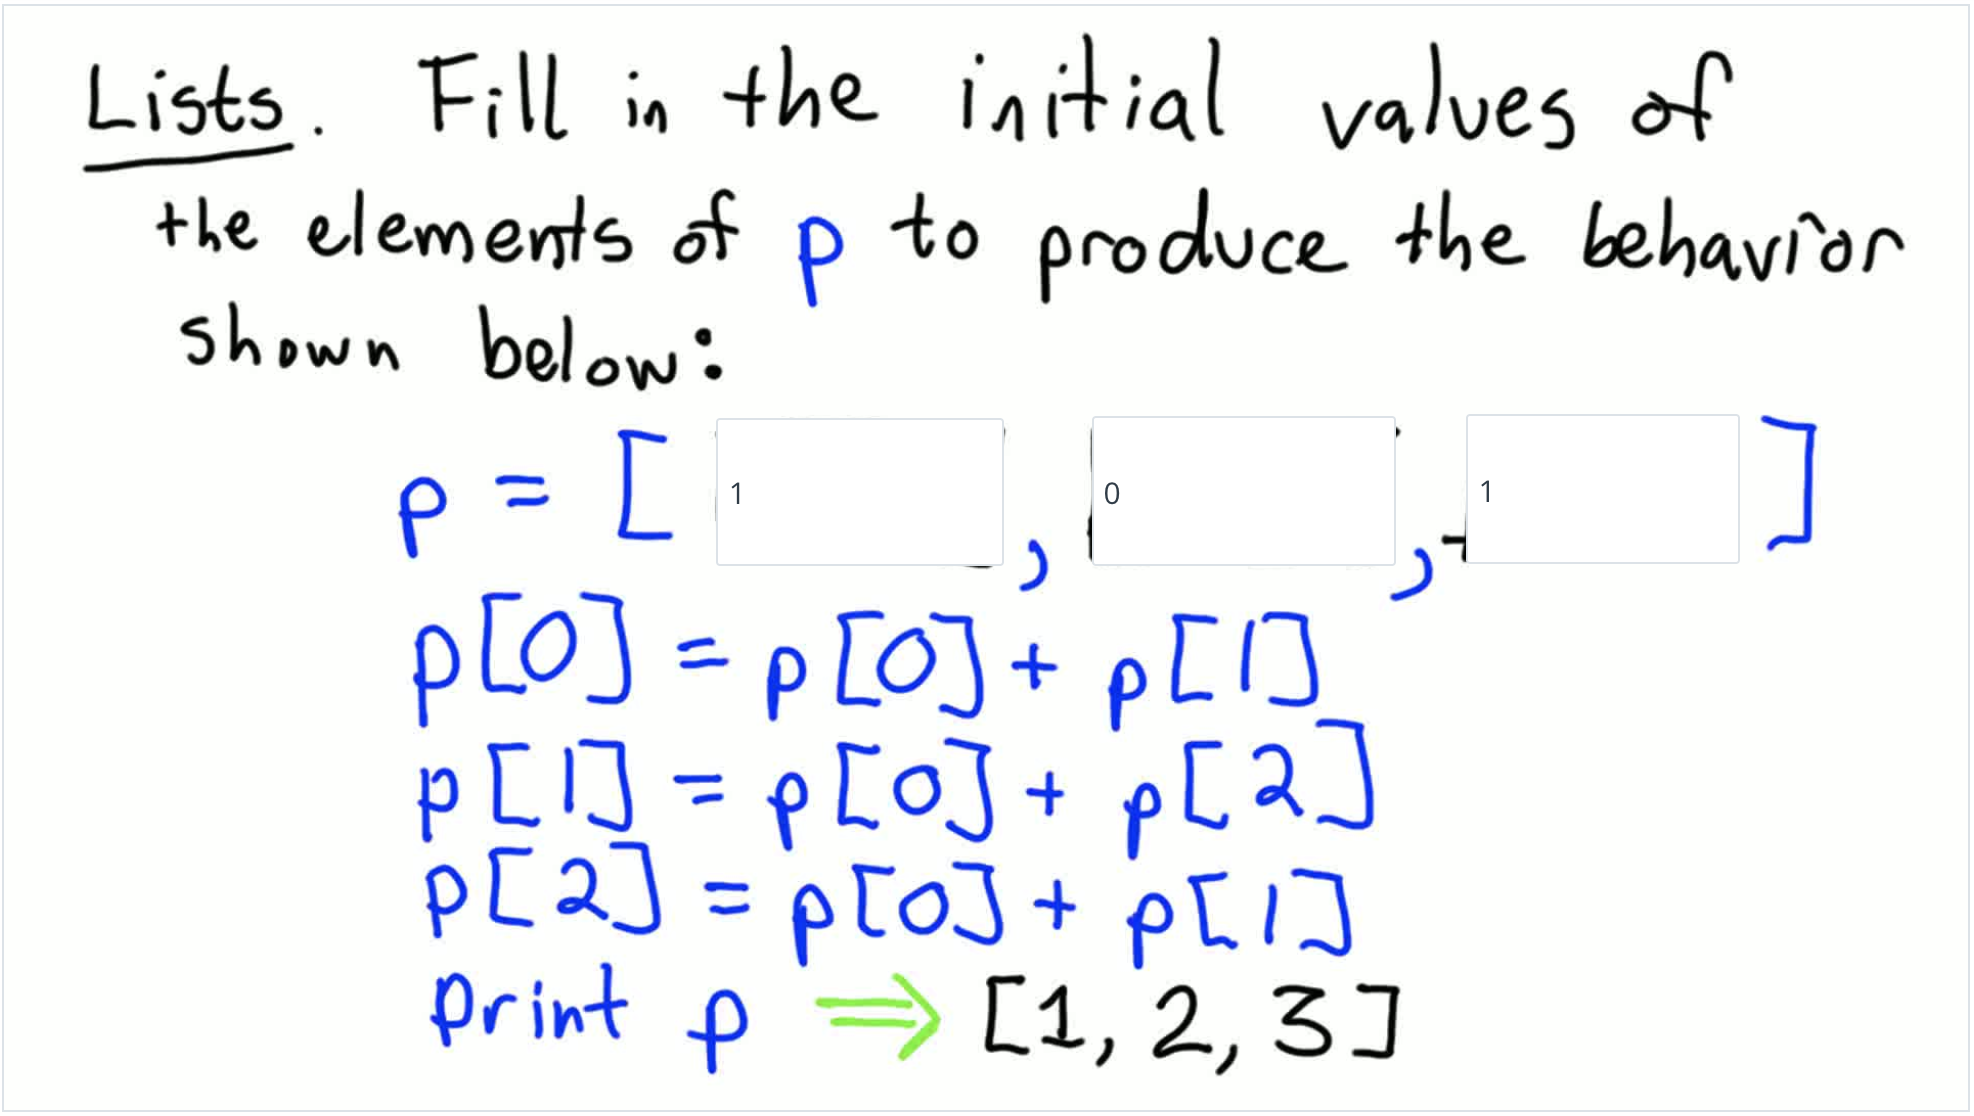 Lists. Fill in the initial values of
the elements of p to produce the behavior
shown below:
p = [ 1 , 0 , 1 ]
p[0] = p[0] + p[1]
p[1] = p[0] + p[2]
p[2] = p[0] + p[1]
print p ⇒ [1, 2, 3]